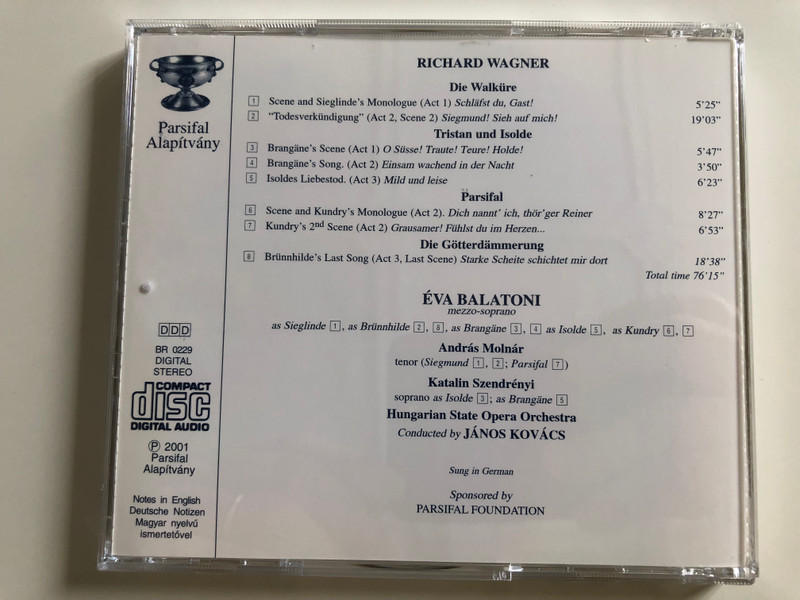 Parsifal
Alapítvány
DDD
BR 0229
DIGITAL
STEREO
COMPACT
disc
DIGITAL AUDIO
Ⓟ 2001
Parsifal
Alapítvány
Notes in English
Deutsche Notizen
Magyar nyelvű
ismertetővel
RICHARD WAGNER
Die Walküre
1 Scene and Sieglinde's Monologue (Act 1) Schläfst du, Gast! 5'25"
2 "Todesverkündigung" (Act 2, Scene 2) Siegmund! Sieh auf mich! 19'03"
Tristan und Isolde
3 Brangäne's Scene (Act 1) O Süsse! Traute! Teure! Holde! 5'47"
4 Brangäne's Song. (Act 2) Einsam wachend in der Nacht 3'50"
5 Isoldes Liebestod. (Act 3) Mild und leise 6'23"
Parsifal
6 Scene and Kundry's Monologue (Act 2). Dich nannt' ich, thör'ger Reiner 8'27"
7 Kundry's 2nd Scene (Act 2) Grausamer! Fühlst du im Herzen... 6'53"
Die Götterdämmerung
8 Brünnhilde's Last Song (Act 3, Last Scene) Starke Scheite schichtet mir dort 18'38"
Total time 76'15"
ÉVA BALATONI
mezzo-soprano
as Sieglinde 1, as Brünnhilde 2, 8, as Brangäne 3, 4 as Isolde 5, as Kundry 6, 7
András Molnár
tenor (Siegmund 1, 2; Parsifal 7)
Katalin Szendrényi
soprano as Isolde 3; as Brangäne 5
Hungarian State Opera Orchestra
Conducted by JÁNOS KOVÁCS
Sung in German
Sponsored by
PARSIFAL FOUNDATION